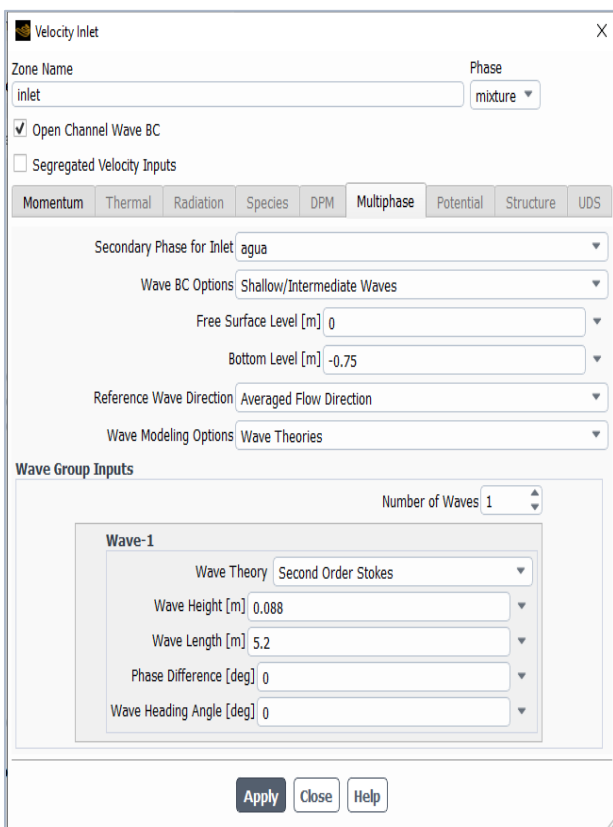 Velocity Inlet X
Zone Name Phase
inlet mixture
Open Channel Wave BC
Segregated Velocity Inputs
Momentum Thermal Radiation Species DPM Multiphase Potential Structure UDS
Secondary Phase for Inlet agua
Wave BC Options Shallow/Intermediate Waves
Free Surface Level [m] 0
Bottom Level [m] -0.75
Reference Wave Direction Averaged Flow Direction
Wave Modeling Options Wave Theories
Wave Group Inputs
Number of Waves 1
Wave-1
Wave Theory Second Order Stokes
Wave Height [m] 0.088
Wave Length [m] 5.2
Phase Difference [deg] 0
Wave Heading Angle [deg] 0
Apply Close Help